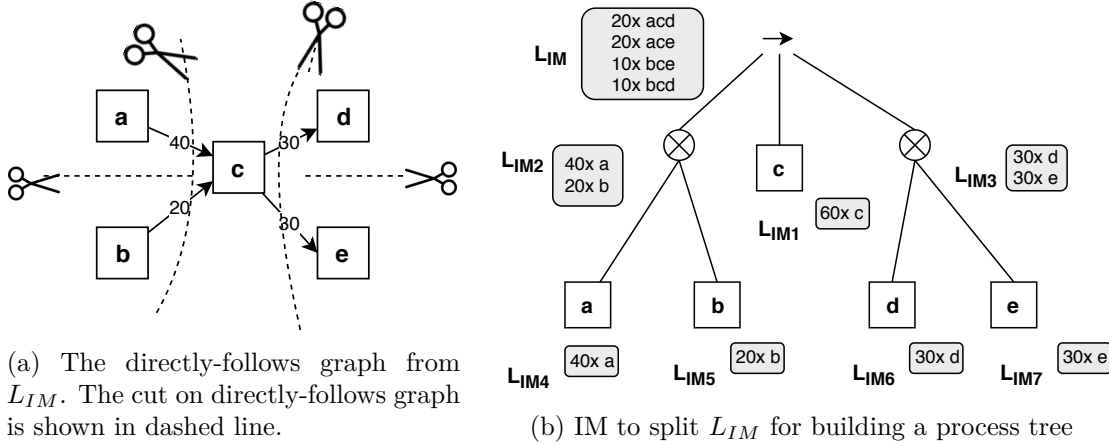 a
d
40
30
c
20
30
b
e
(a) The directly-follows graph from
L_IM. The cut on directly-follows graph
is shown in dashed line.
L_IM
20x acd
20x ace
10x bce
10x bcd
→
L_IM2
40x a
20x b
c
L_IM3
30x d
30x e
L_IM1
60x c
a
b
d
e
L_IM4
40x a
L_IM5
20x b
L_IM6
30x d
L_IM7
30x e
(b) IM to split L_IM for building a process tree